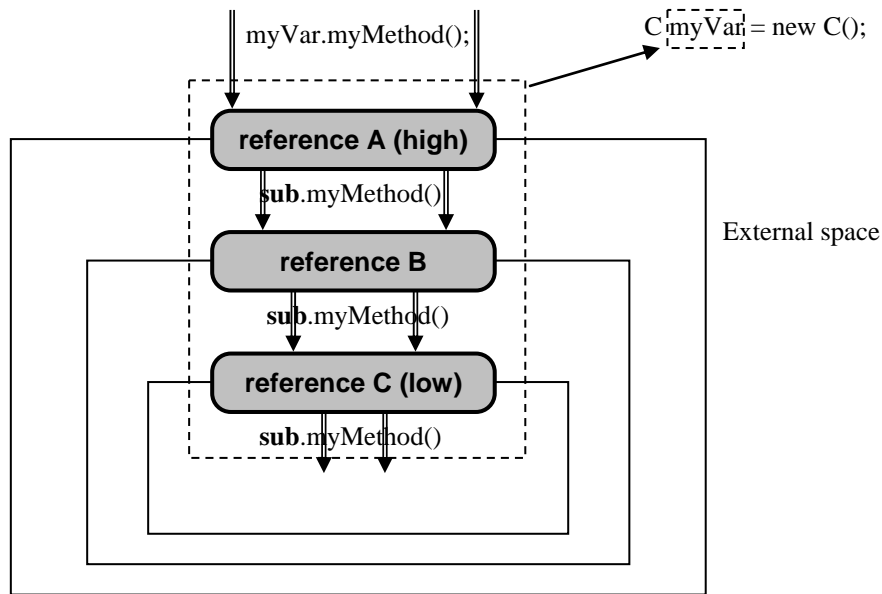 myVar.myMethod();
C myVar = new C();
reference A (high)
sub.myMethod()
External space
reference B
sub.myMethod()
reference C (low)
sub.myMethod()